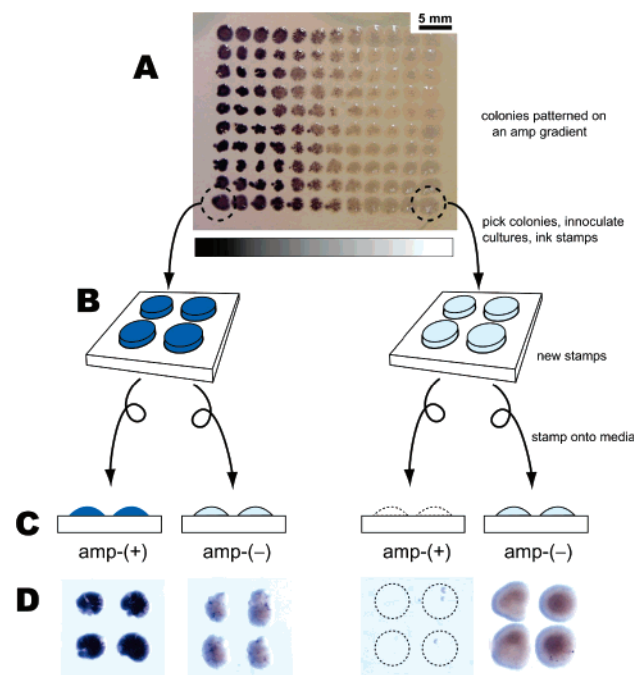 5 mm
A
colonies patterned on
an amp gradient
pick colonies, innoculate
cultures, ink stamps
B
new stamps
stamp onto media
C
amp-(+)
amp-(–)
amp-(+)
amp-(–)
D